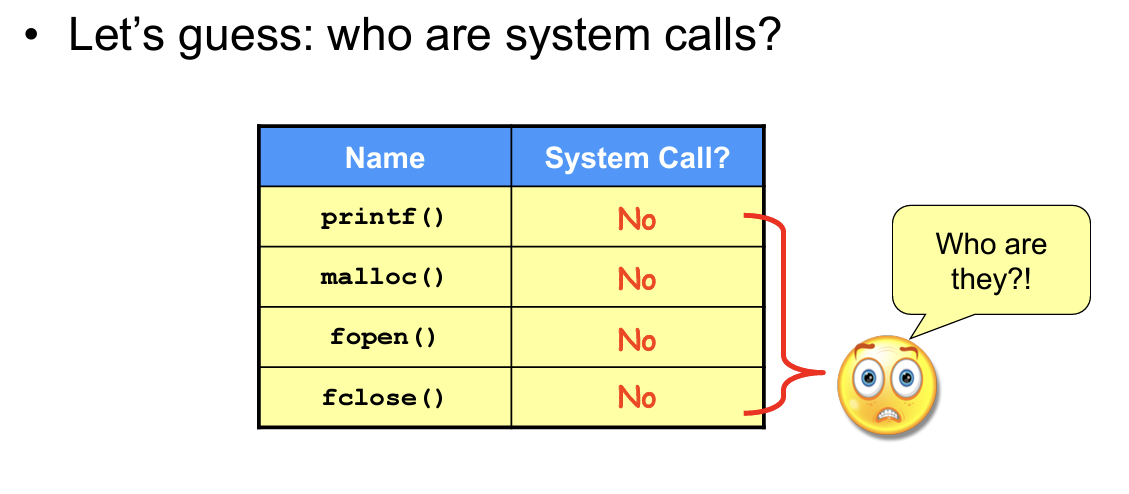 • Let’s guess: who are system calls?
Name System Call?
printf() No
malloc() No
fopen() No
fclose() No
Who are
they?!